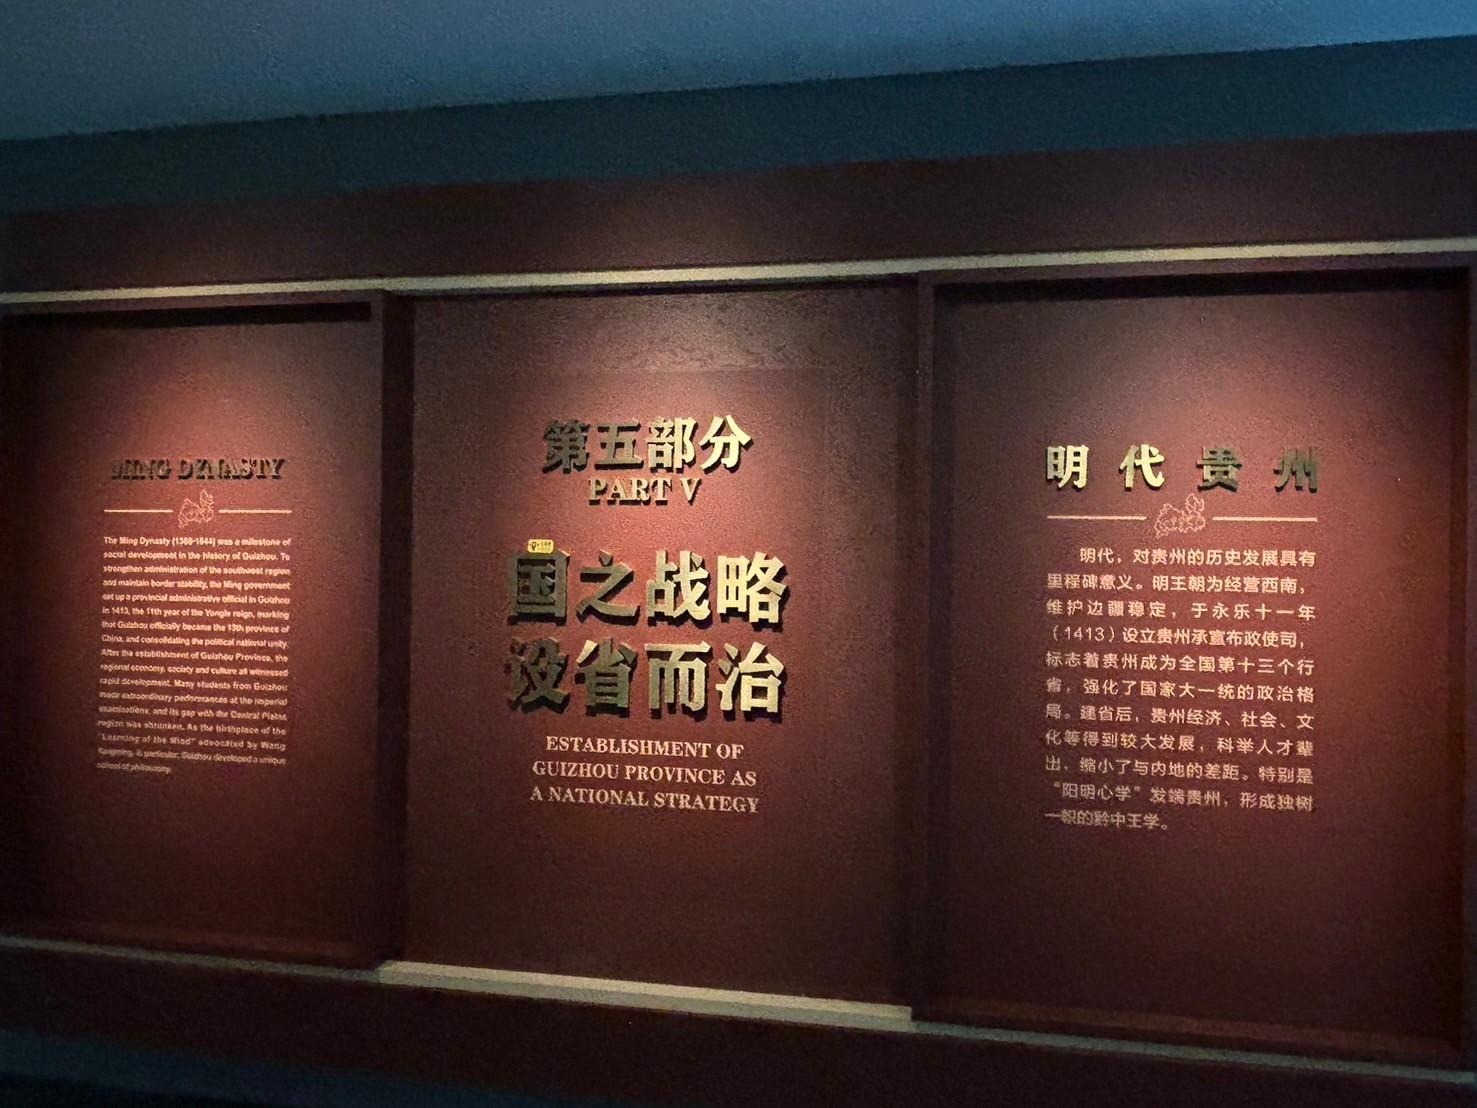 MING DYNASTY
The Ming Dynasty (1368-1644) was a milestone of
social development in the history of Guizhou. To
strengthen administration of the southwest region
and maintain border stability, the Ming government
set up a provincial administrative official in Guizhou
in 1413, the 11th year of the Yongle reign, marking
that Guizhou officially became the 13th province of
China, and consolidating the political national unity.
After the establishment of Guizhou Province, the
regional economy, society and culture all witnessed
rapid development. Many students from Guizhou
made extraordinary performances at the imperial
examinations, and its gap with the Central Plains
region was shrunken. As the birthplace of the
"Learning of the Mind" advocated by Wang
Yangming, in particular, Guizhou developed a unique
school of philosophy.
第五部分
PART V
国之战略
设省而治
ESTABLISHMENT OF
GUIZHOU PROVINCE AS
A NATIONAL STRATEGY
明代贵州
明代，对贵州的历史发展具有
里程碑意义。明王朝为经营西南，
维护边疆稳定，于永乐十一年
（1413）设立贵州承宣布政使司，
标志着贵州成为全国第十三个行
省，强化了国家大一统的政治格
局。建省后，贵州经济、社会、文
化等得到较大发展，科举人才辈
出，缩小了与内地的差距。特别是
“阳明心学”发端贵州，形成独树
一帜的黔中王学。